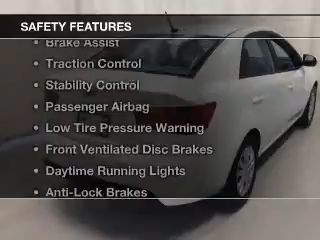 SAFETY FEATURES
• Brake Assist
• Traction Control
• Stability Control
• Passenger Airbag
• Low Tire Pressure Warning
• Front Ventilated Disc Brakes
• Daytime Running Lights
• Anti-Lock Brakes